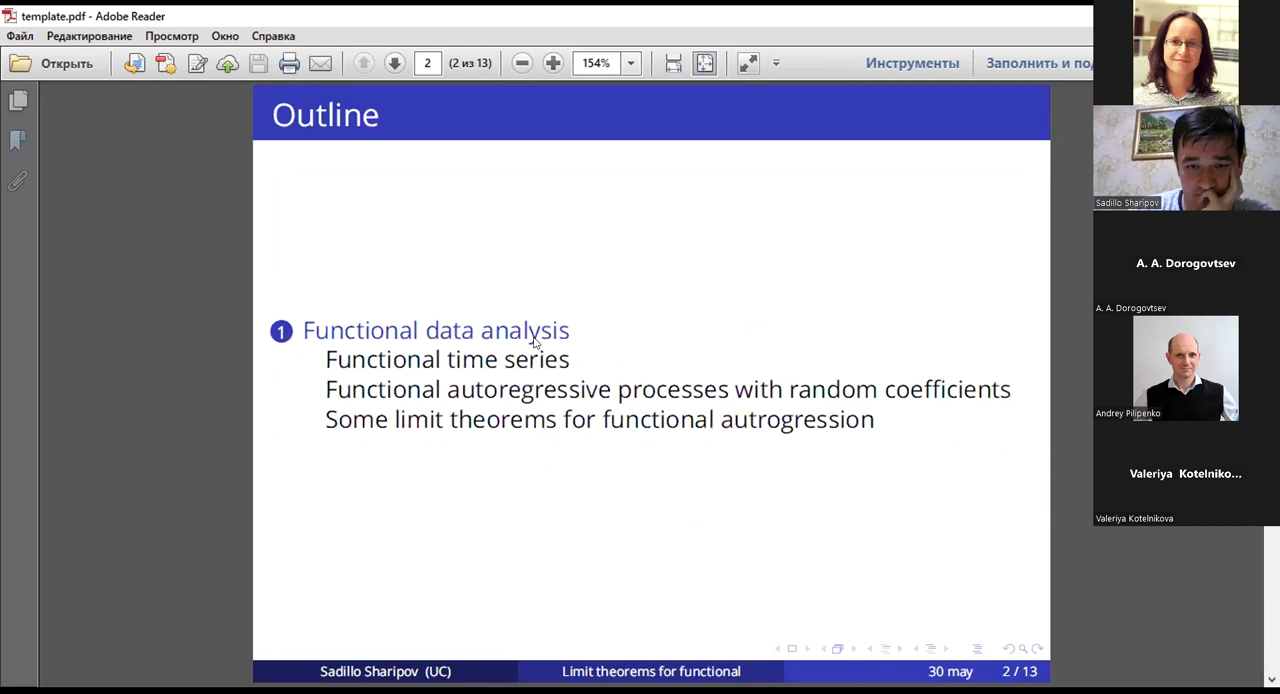 template.pdf - Adobe Reader
Файл Редактирование Просмотр Окно Справка
Открыть 2 (2 из 13) 154% Инструменты Заполнить и под
Outline
1 Functional data analysis
Functional time series
Functional autoregressive processes with random coefficients
Some limit theorems for functional autrogression
Sadillo Sharipov (UC) Limit theorems for functional 30 may 2 / 13
Sadillo Sharipov
A. A. Dorogovtsev
A. A. Dorogovtsev
Andrey Pilipenko
Valeriya Kotelniko...
Valeriya Kotelnikova